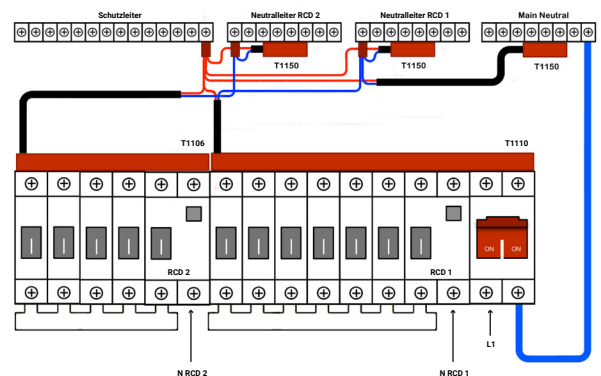 Schutzleiter
Neutralleiter RCD 2
Neutralleiter RCD 1
Main Neutral
T1150
T1150
T1150
T1106
T1110
RCD 2
RCD 1
ON ON
L1
N RCD 2
N RCD 1